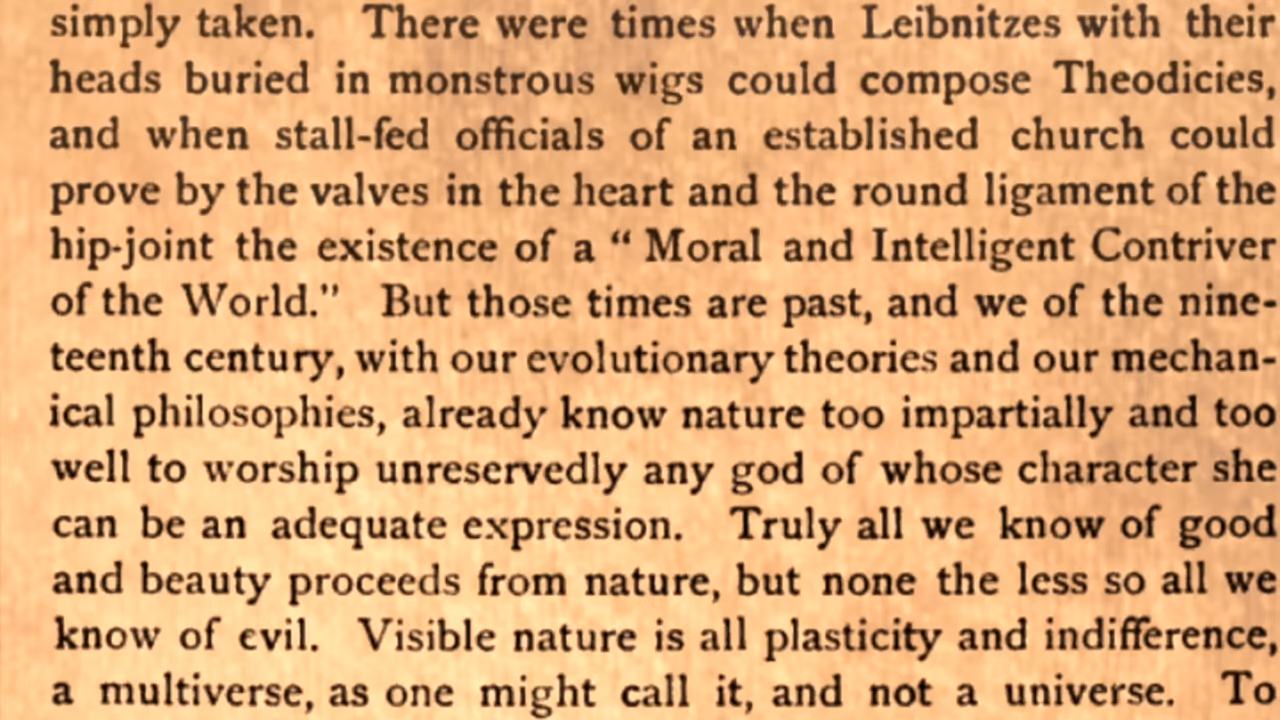 simply taken. There were times when Leibnitzes with their
heads buried in monstrous wigs could compose Theodicies,
and when stall-fed officials of an established church could
prove by the valves in the heart and the round ligament of the
hip-joint the existence of a “ Moral and Intelligent Contriver
of the World.” But those times are past, and we of the nine-
teenth century, with our evolutionary theories and our mechan-
ical philosophies, already know nature too impartially and too
well to worship unreservedly any god of whose character she
can be an adequate expression. Truly all we know of good
and beauty proceeds from nature, but none the less so all we
know of evil. Visible nature is all plasticity and indifference,
a multiverse, as one might call it, and not a universe. To